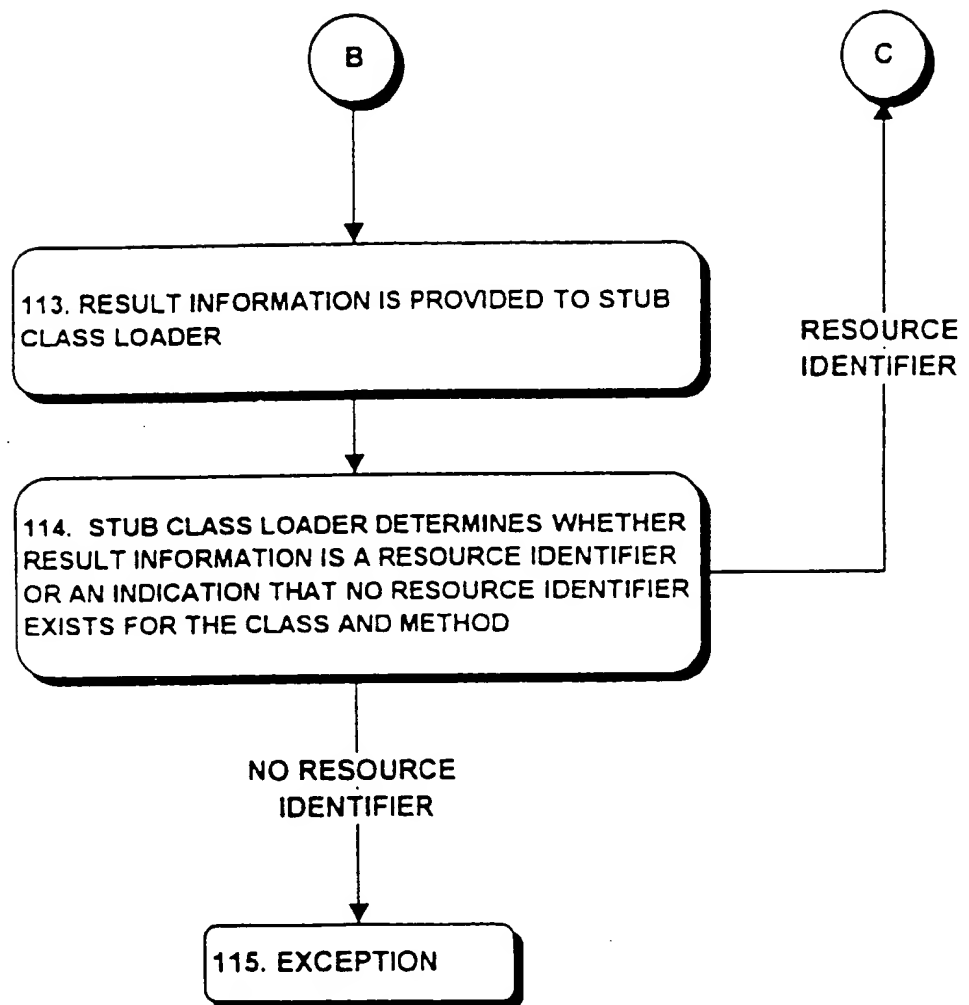 B
C
113. RESULT INFORMATION IS PROVIDED TO STUB
CLASS LOADER
RESOURCE
IDENTIFIER
114. STUB CLASS LOADER DETERMINES WHETHER
RESULT INFORMATION IS A RESOURCE IDENTIFIER
OR AN INDICATION THAT NO RESOURCE IDENTIFIER
EXISTS FOR THE CLASS AND METHOD
NO RESOURCE
IDENTIFIER
115. EXCEPTION